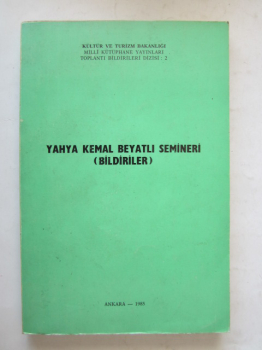 KÜLTÜR VE TURİZM BAKANLIĞI
MİLLİ KÜTÜPHANE YAYINLARI
TOPLANTI BİLDİRİLERİ DİZİSİ : 2
YAHYA KEMAL BEYATLI SEMİNERİ
(BİLDİRİLER)
ANKARA —